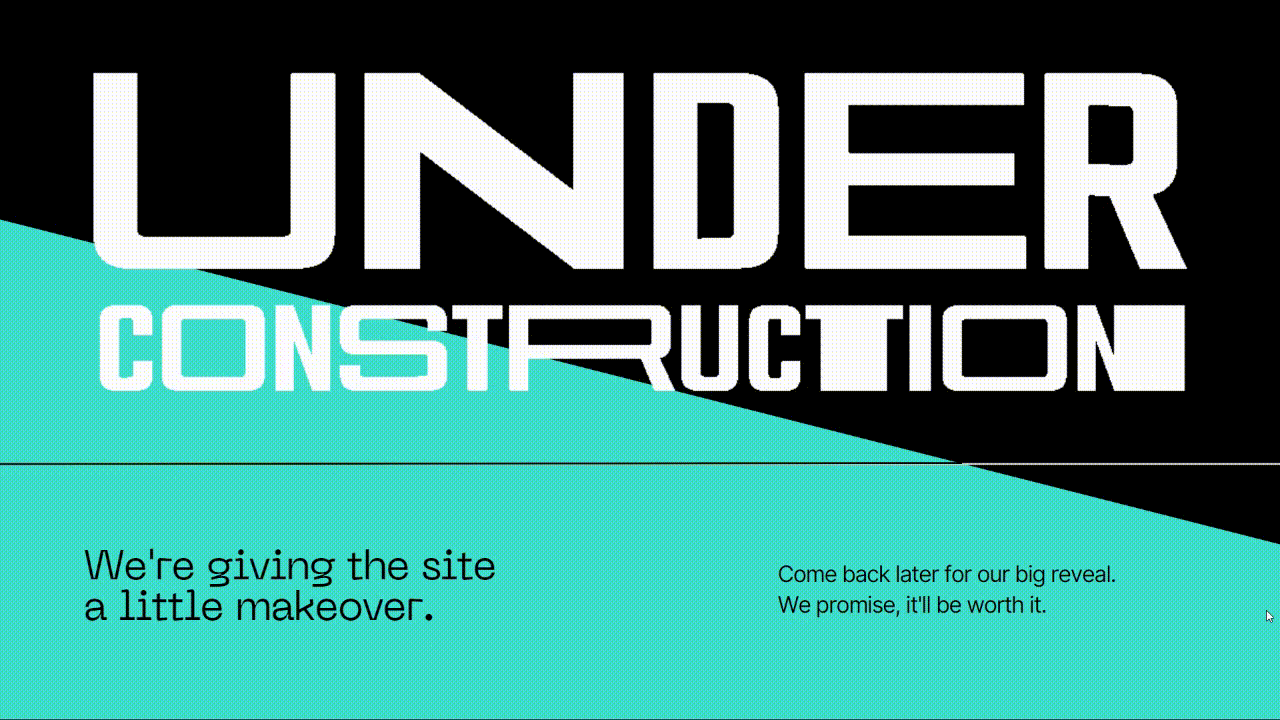 UNDER
CONSTRUCTION
We're giving the site
a little makeover.
Come back later for our big reveal.
We promise, it'll be worth it.